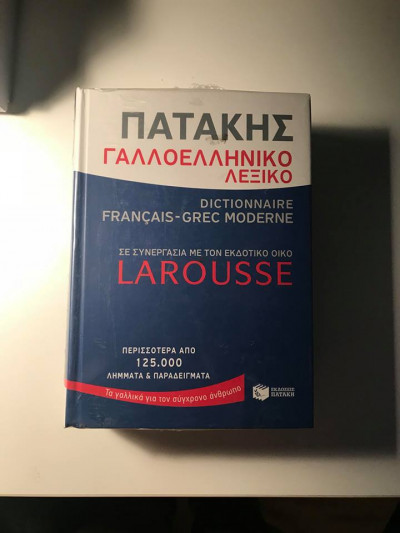 ΠΑΤΑΚΗΣ
ΓΑΛΛΟΕΛΛΗΝΙΚΟ
ΛΕΞΙΚΟ
DICTIONNAIRE
FRANÇAIS-GREC MODERNE
ΣΕ ΣΥΝΕΡΓΑΣΙΑ ΜΕ ΤΟΝ ΕΚΔΟΤΙΚΟ ΟΙΚΟ
LAROUSSE
ΠΕΡΙΣΣΟΤΕΡΑ ΑΠΟ
125.000
ΛΗΜΜΑΤΑ & ΠΑΡΑΔΕΙΓΜΑΤΑ
Τα γαλλικά για τον σύγχρονο άνθρωπο
ΕΚΔΟΣΕΙΣ
ΠΑΤΑΚΗ